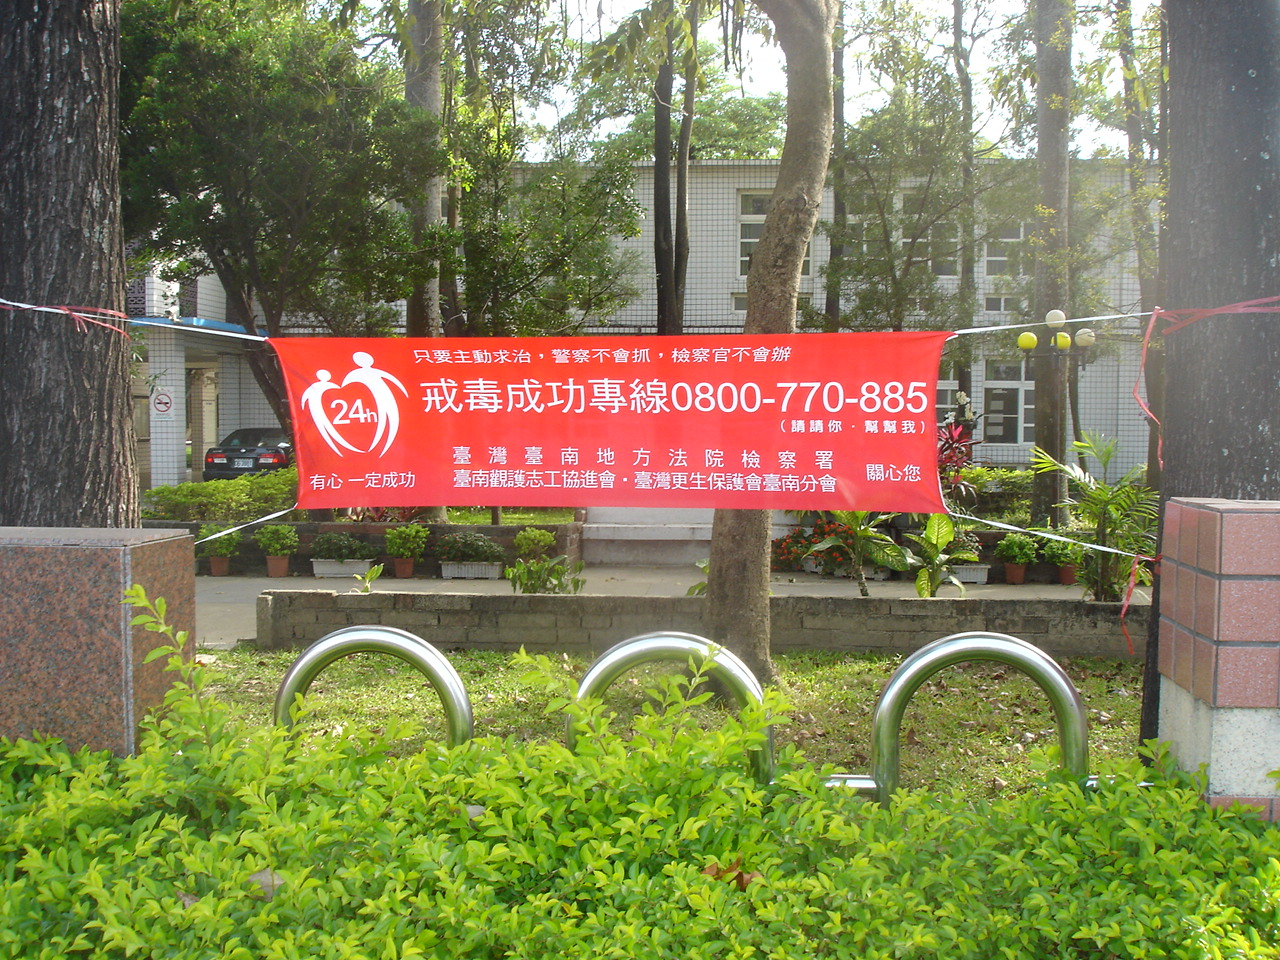 只要主動求治，警察不會抓，檢察官不會辦
24h
戒毒成功專線0800-770-885
（請請你‧幫幫我）
有心 一定成功
臺灣臺南地方法院檢察署
臺南觀護志工協進會‧臺灣更生保護會臺南分會
關心您